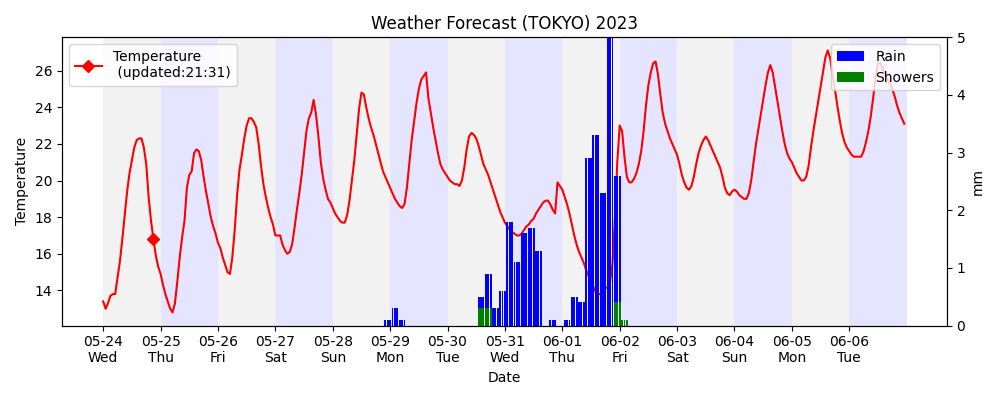 Weather Forecast (TOKYO) 2023
Temperature
(updated:21:31)
Rain
Showers
Temperature
26
24
22
20
18
16
14
5
4
3
2
1
0
mm
05-24 05-25 05-26 05-27 05-28 05-29 05-30 05-31 06-01 06-02 06-03 06-04 06-05 06-06
Wed Thu Fri Sat Sun Mon Tue Wed Thu Fri Sat Sun Mon Tue
Date